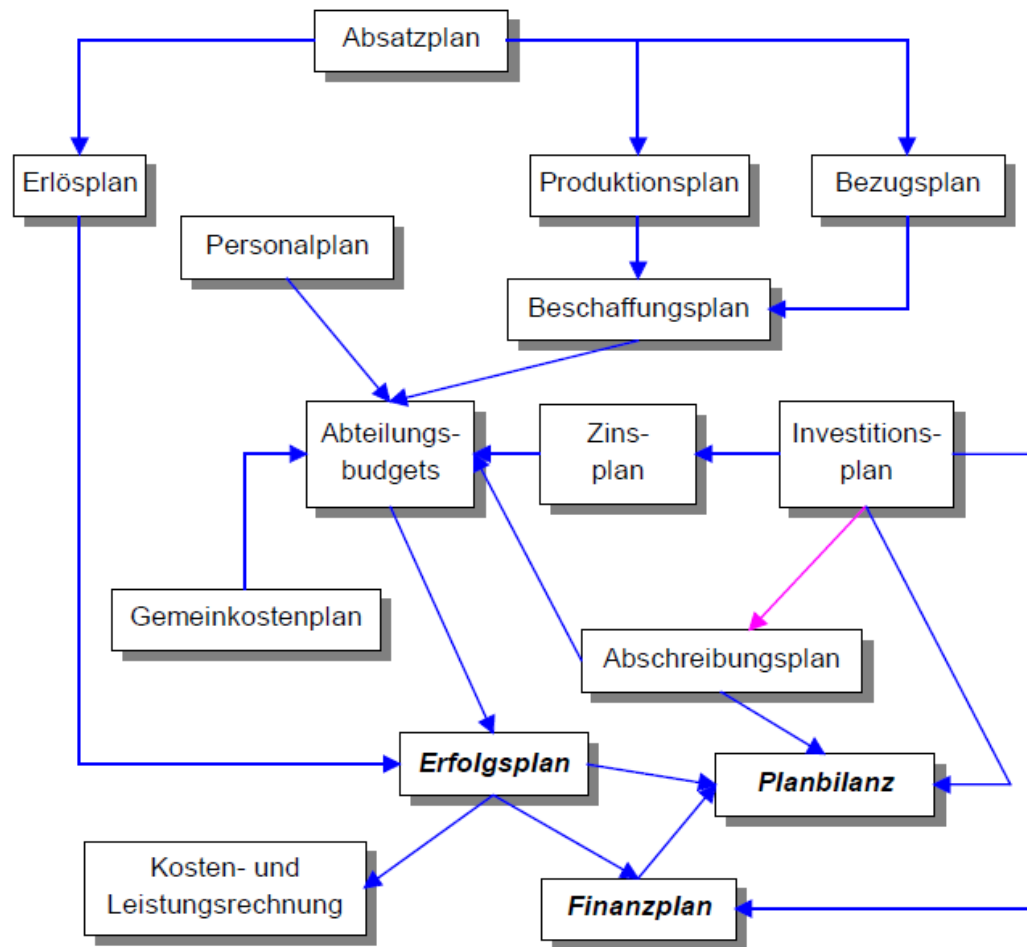 Absatzplan
Erlösplan
Produktionsplan
Bezugsplan
Personalplan
Beschaffungsplan
Abteilungs-
budgets
Zins-
plan
Investitions-
plan
Gemeinkostenplan
Abschreibungsplan
Erfolgsplan
Planbilanz
Kosten- und
Leistungsrechnung
Finanzplan